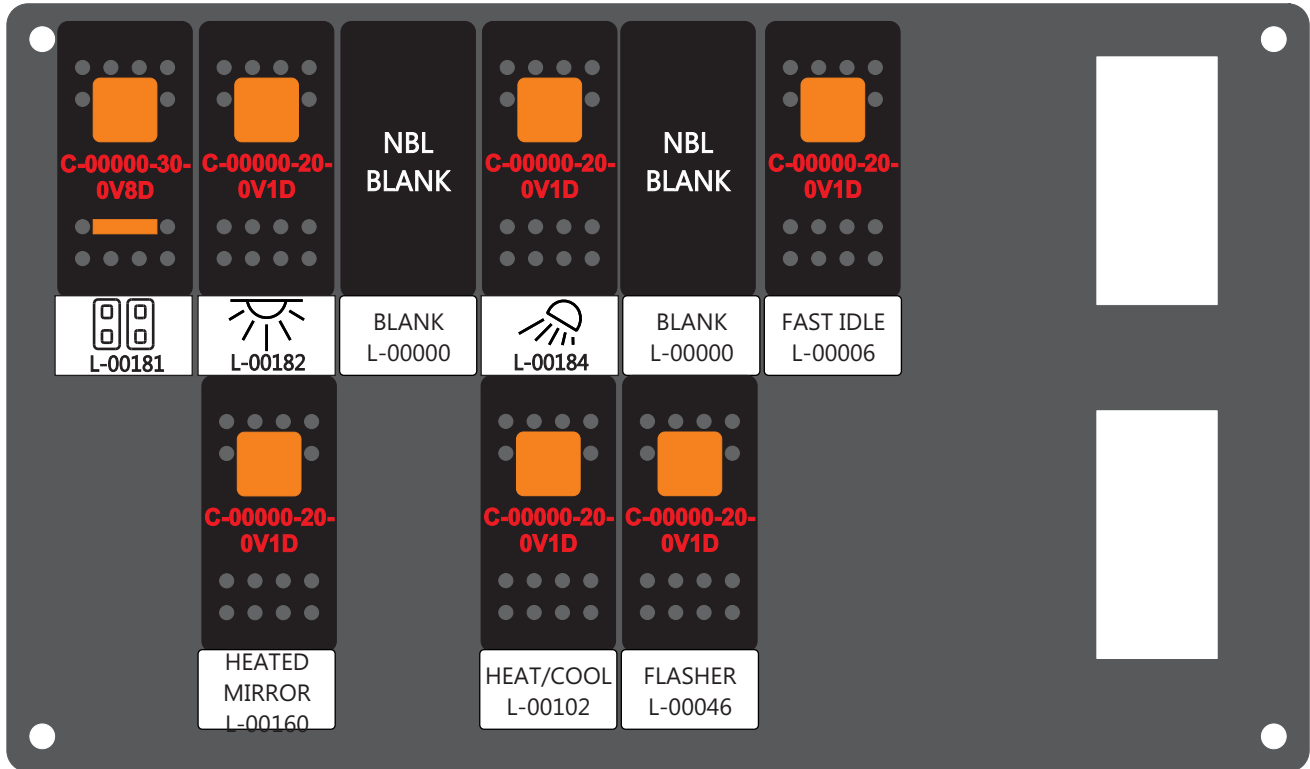 C-00000-30-
0V8D
L-00181
C-00000-20-
0V1D
L-00182
NBL
BLANK
BLANK
L-00000
C-00000-20-
0V1D
L-00184
NBL
BLANK
BLANK
L-00000
C-00000-20-
0V1D
FAST IDLE
L-00006
C-00000-20-
0V1D
HEATED
MIRROR
L-00160
C-00000-20-
0V1D
HEAT/COOL
L-00102
C-00000-20-
0V1D
FLASHER
L-00046